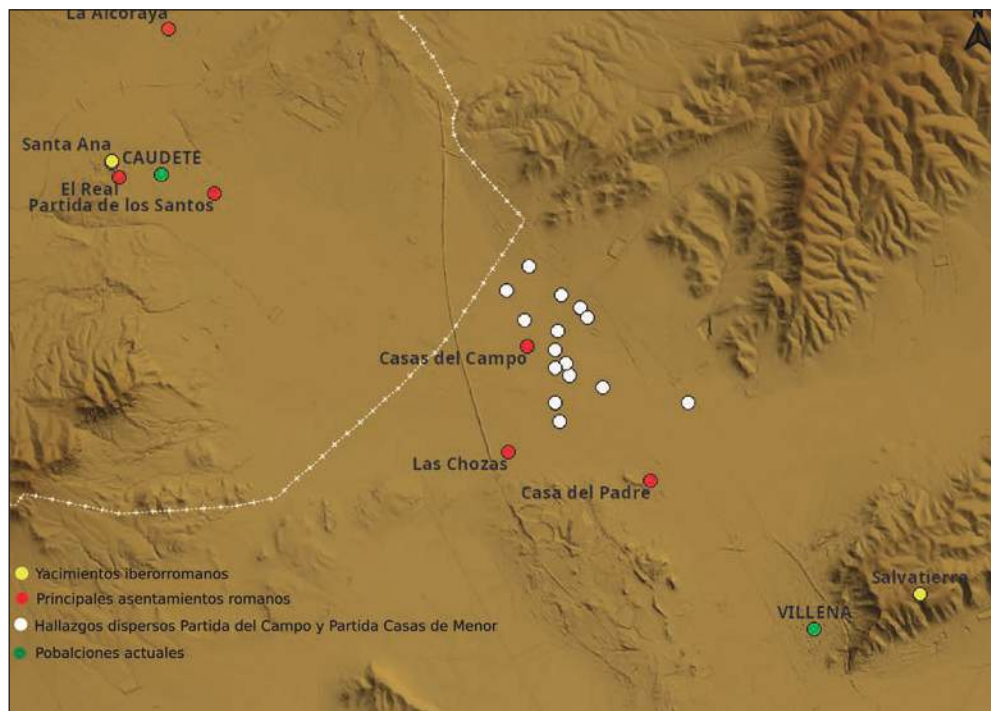 La Alcoraya
N
Santa Ana
CAUDETE
El Real
Partida de los Santos
Casas del Campo
Las Chozas
Casa del Padre
Salvatierra
VILLENA
Yacimientos iberorromanos
Principales asentamientos romanos
Hallazgos dispersos Partida del Campo y Partida Casas de Menor
Pobalciones actuales